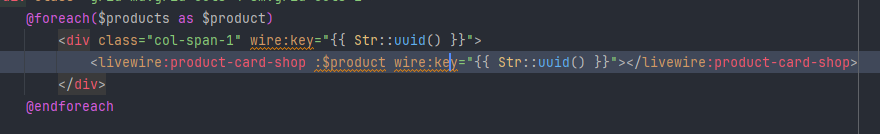 @foreach($products as $product)
<div class="col-span-1" wire:key="{{ Str::uuid() }}">
<livewire:product-card-shop :$product wire:key="{{ Str::uuid() }}"></livewire:product-card-shop>
</div>
@endforeach